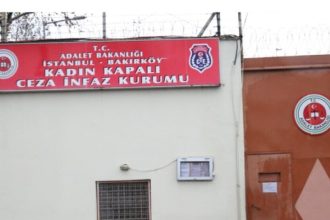 T.C.
ADALET BAKANLIĞI
İSTANBUL - BAKIRKÖY
KADIN KAPALI
CEZA İNFAZ KURUMU